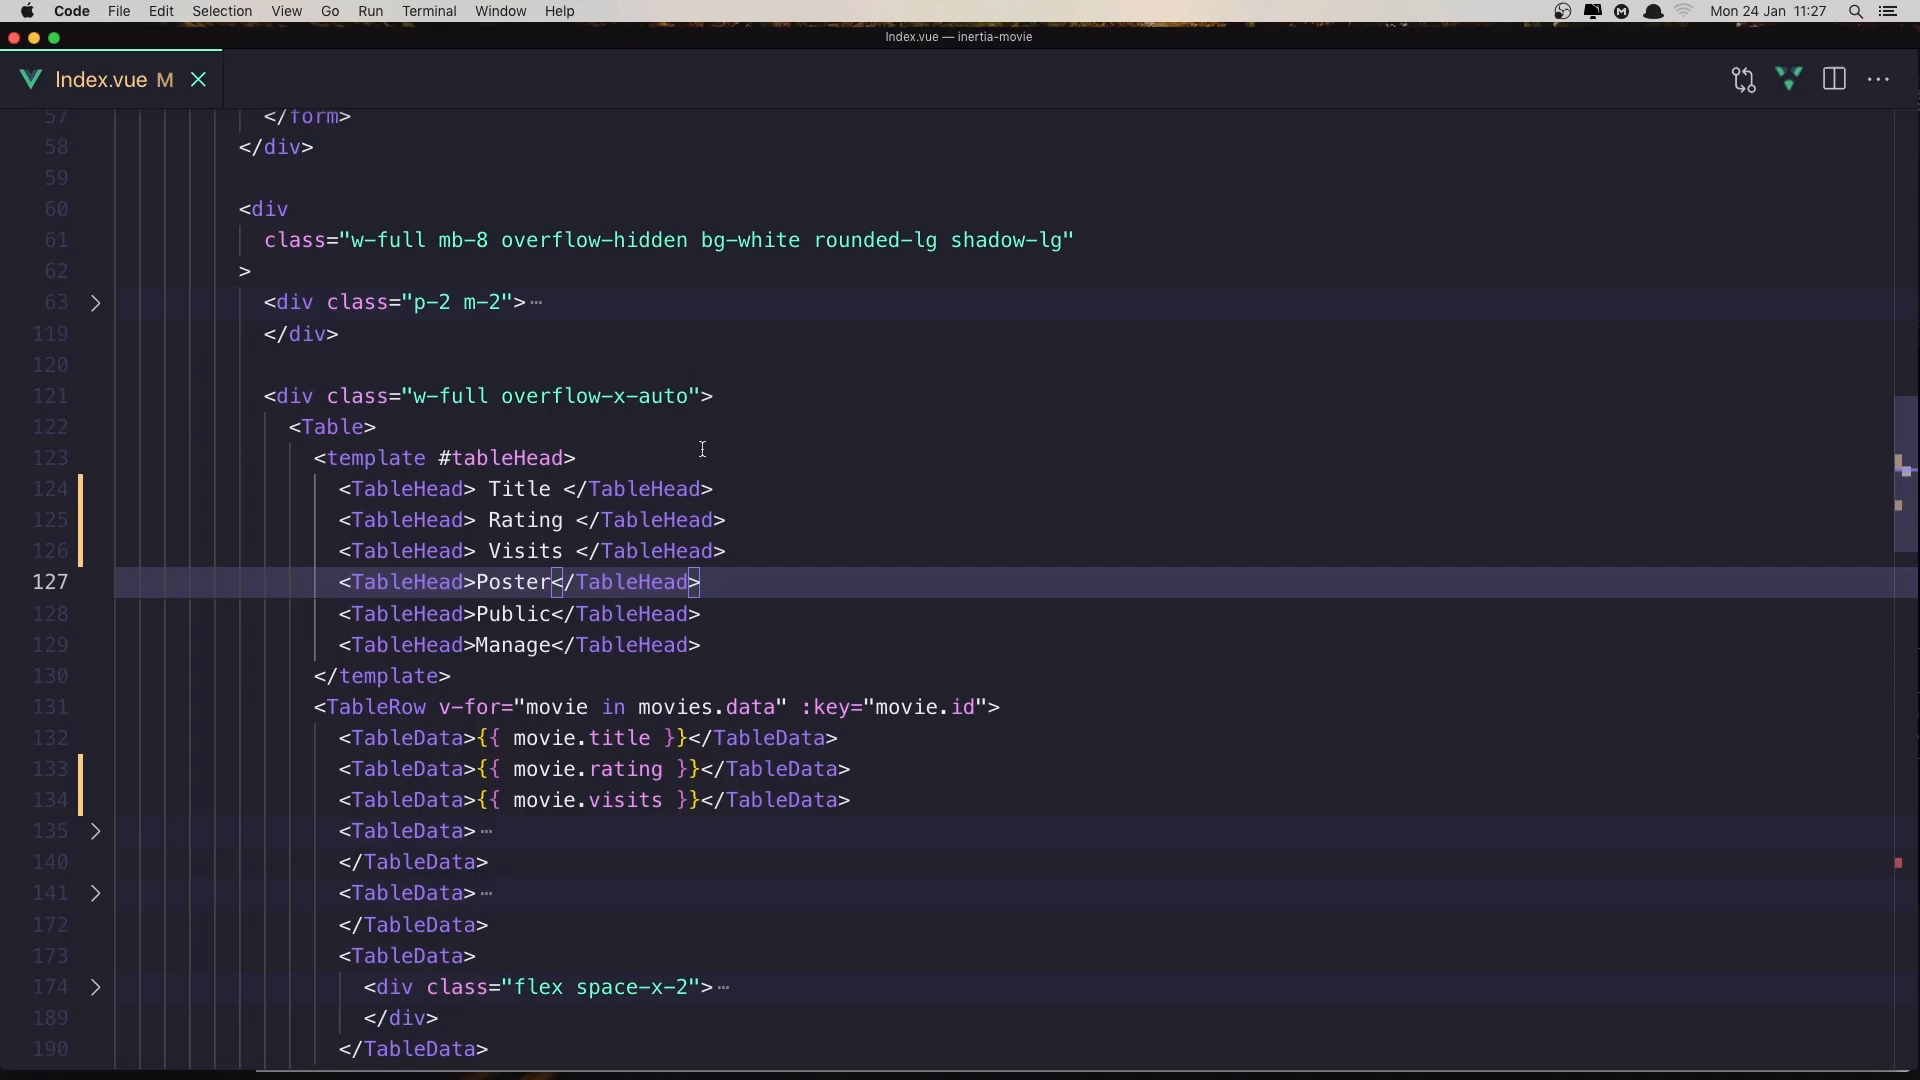 Code File Edit Selection View Go Run Terminal Window Help Mon 24 Jan 11:27
Index.vue — inertia-movie
Index.vue M
57 </form>
58 </div>
59
60 <div
61 class="w-full mb-8 overflow-hidden bg-white rounded-lg shadow-lg"
62 >
63 <div class="p-2 m-2">…
119 </div>
120
121 <div class="w-full overflow-x-auto">
122 <Table>
123 <template #tableHead>
124 <TableHead> Title </TableHead>
125 <TableHead> Rating </TableHead>
126 <TableHead> Visits </TableHead>
127 <TableHead>Poster</TableHead>
128 <TableHead>Public</TableHead>
129 <TableHead>Manage</TableHead>
130 </template>
131 <TableRow v-for="movie in movies.data" :key="movie.id">
132 <TableData>{{ movie.title }}</TableData>
133 <TableData>{{ movie.rating }}</TableData>
134 <TableData>{{ movie.visits }}</TableData>
135 <TableData>…
140 </TableData>
141 <TableData>…
172 </TableData>
173 <TableData>
174 <div class="flex space-x-2">…
189 </div>
190 </TableData>